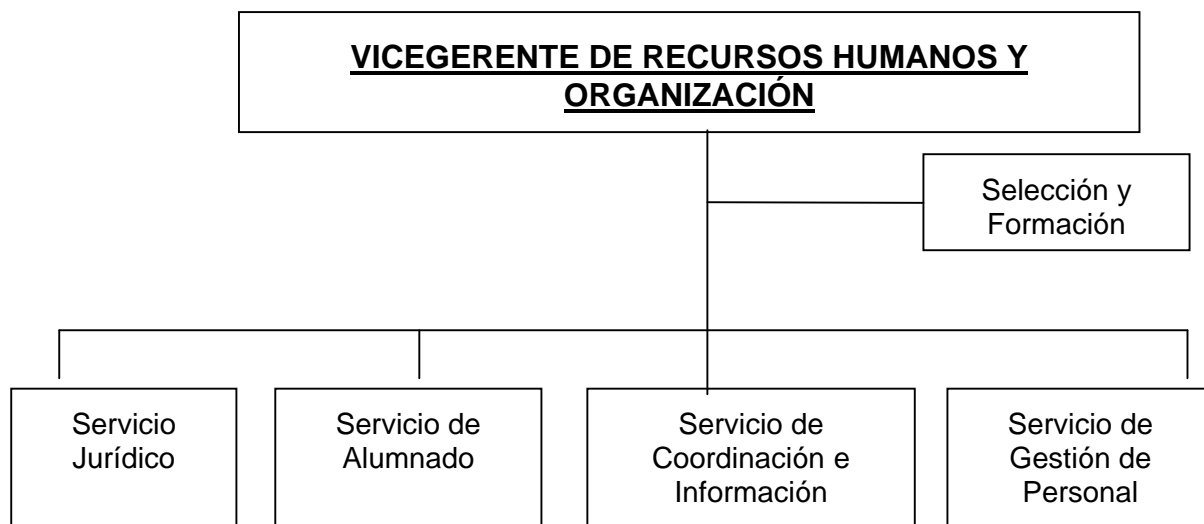 VICEGERENTE DE RECURSOS HUMANOS Y
ORGANIZACIÓN
Selección y
Formación
Servicio
Jurídico
Servicio de
Alumnado
Servicio de
Coordinación e
Información
Servicio de
Gestión de
Personal